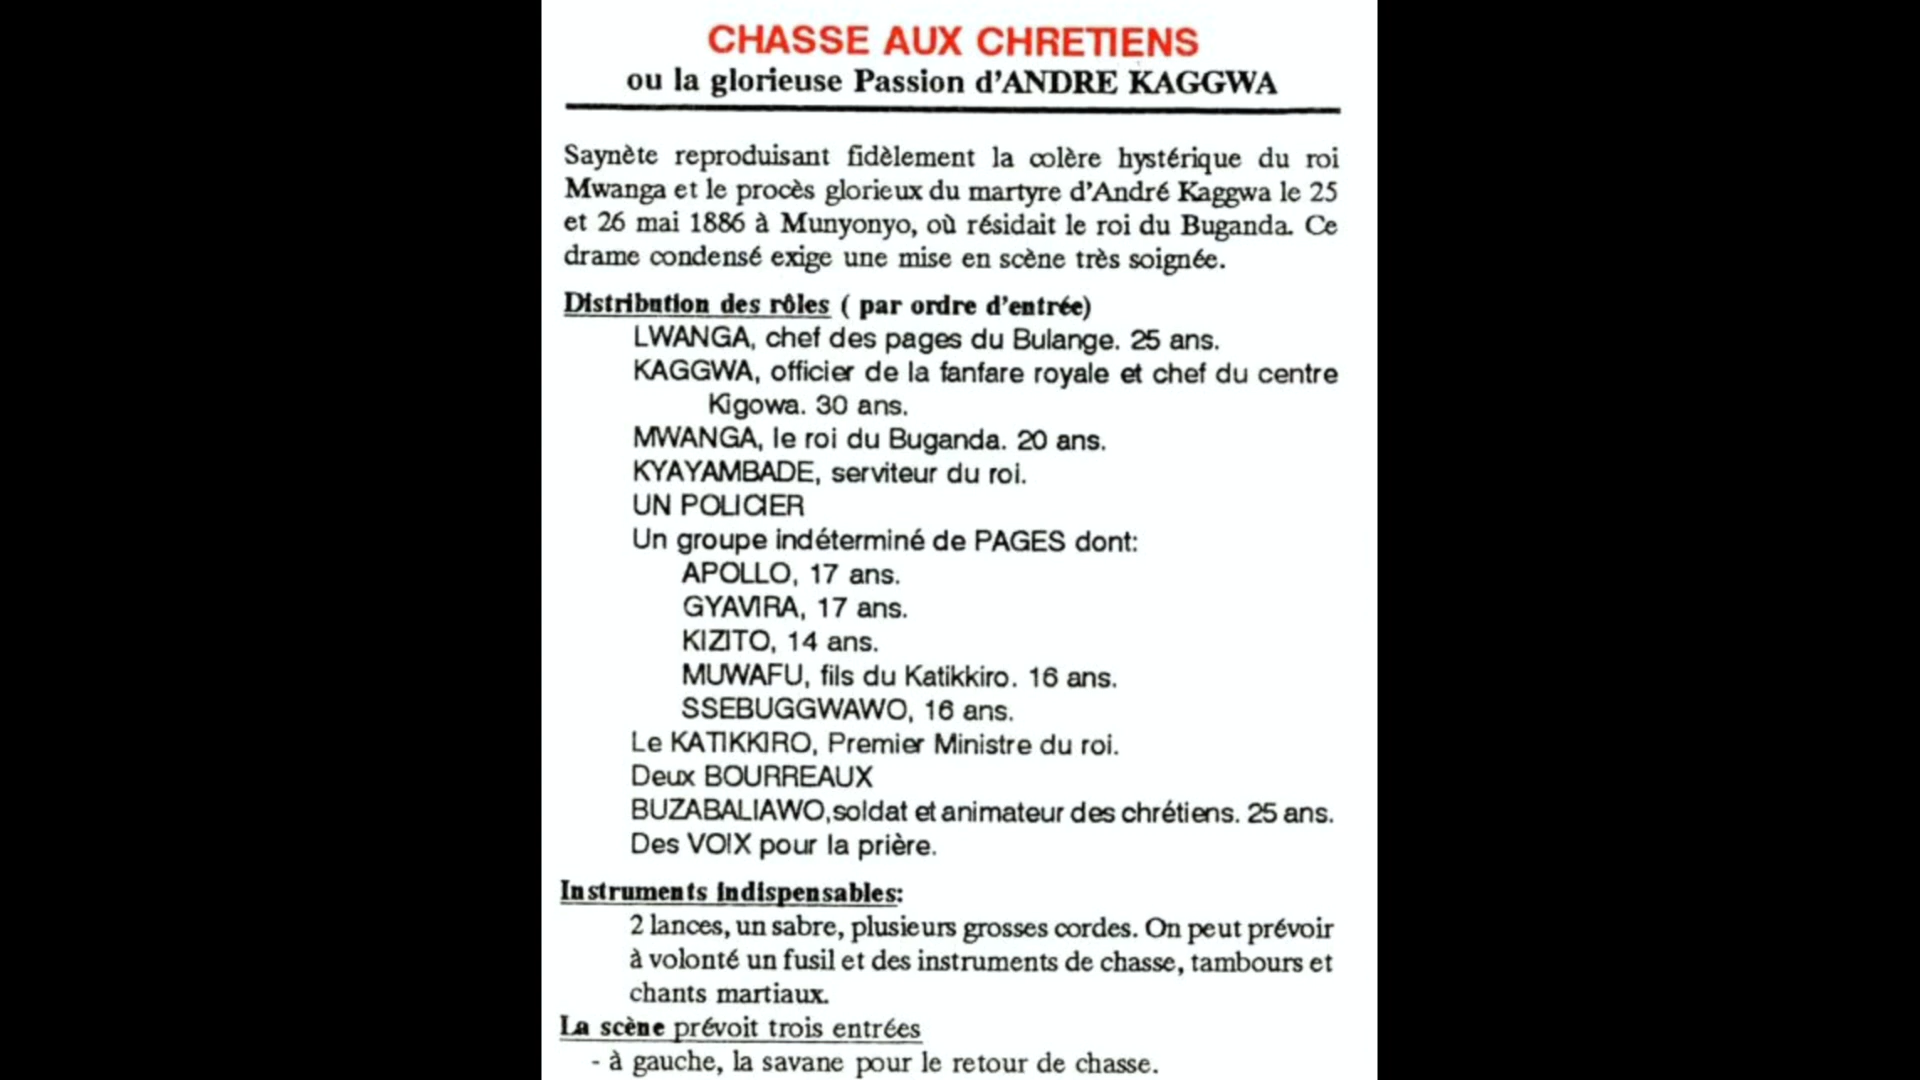 CHASSE AUX CHRETIENS
ou la glorieuse Passion d'ANDRE KAGGWA
Saynète reproduisant fidèlement la colère hystérique du roi
Mwanga et le procès glorieux du martyre d'André Kaggwa le 25
et 26 mai 1886 à Munyonyo, où résidait le roi du Buganda. Ce
drame condensé exige une mise en scène très soignée.
Distribution des rôles ( par ordre d'entrée)
LWANGA, chef des pages du Bulange. 25 ans.
KAGGWA, officier de la fanfare royale et chef du centre
Kigowa. 30 ans.
MWANGA, le roi du Buganda. 20 ans.
KYAYAMBADE, serviteur du roi.
UN POLICIER
Un groupe indéterminé de PAGES dont:
APOLLO, 17 ans.
GYAVIRA, 17 ans.
KIZITO, 14 ans.
MUWAFU, fils du Katikkiro. 16 ans.
SSEBUGGWAWO, 16 ans.
Le KATIKKIRO, Premier Ministre du roi.
Deux BOURREAUX
BUZABALIAWO,soldat et animateur des chrétiens. 25 ans.
Des VOIX pour la prière.
Instruments indispensables:
2 lances, un sabre, plusieurs grosses cordes. On peut prévoir
à volonté un fusil et des instruments de chasse, tambours et
chants martiaux.
La scène prévoit trois entrées
- à gauche, la savane pour le retour de chasse.